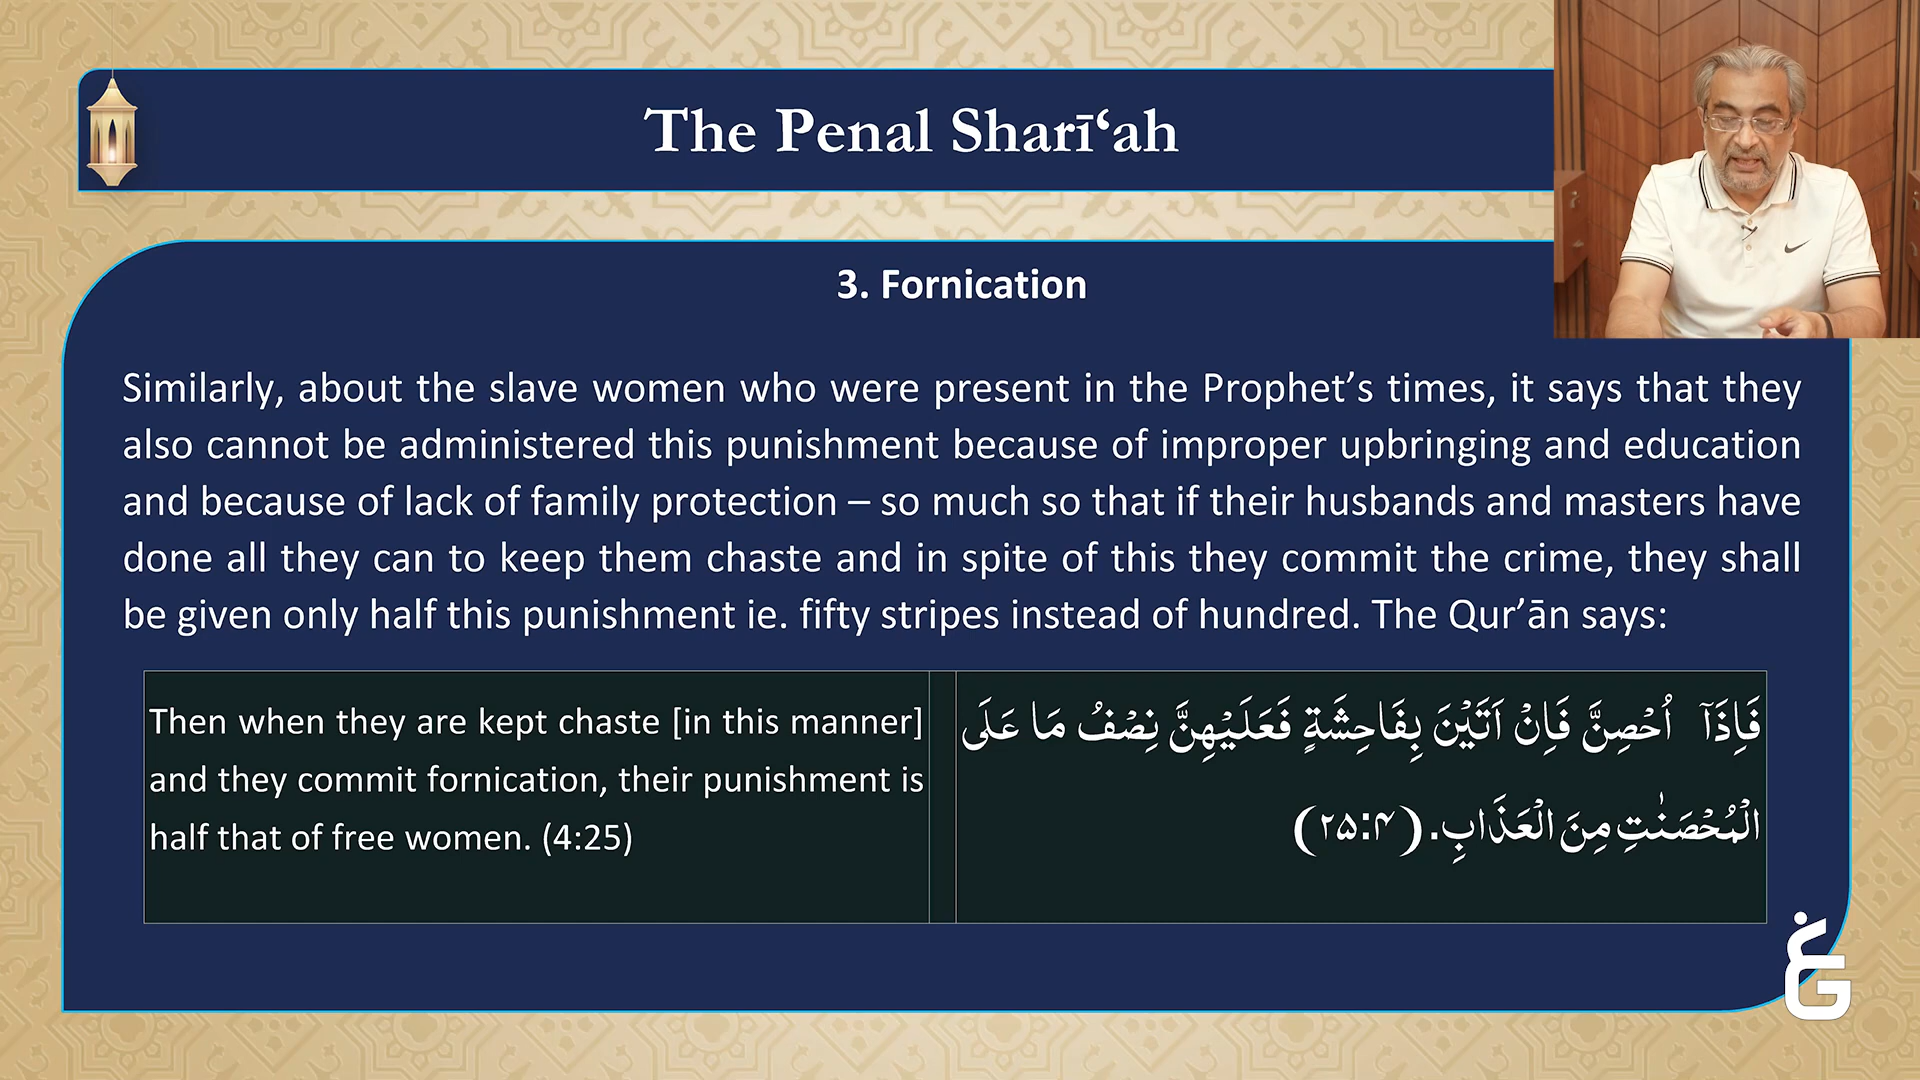 The Penal Sharī‘ah
3. Fornication
Similarly, about the slave women who were present in the Prophet’s times, it says that they
also cannot be administered this punishment because of improper upbringing and education
and because of lack of family protection – so much so that if their husbands and masters have
done all they can to keep them chaste and in spite of this they commit the crime, they shall
be given only half this punishment ie. fifty stripes instead of hundred. The Qur’ān says:
Then when they are kept chaste [in this manner]
and they commit fornication, their punishment is
half that of free women. (4:25)
فَاِذَآ اُحْصِنَّ فَاِنْ اَتَيْنَ بِفَاحِشَةٍ فَعَلَيْهِنَّ نِصْفُ مَا عَلَى
الْمُحْصَنٰتِ مِنَ الْعَذَابِ. (۲۵:۴)
غ
G